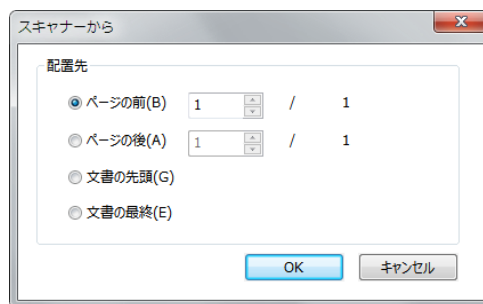 スキャナーから
配置先
ページの前(B) 1 / 1
ページの後(A) 1 / 1
文書の先頭(G)
文書の最終(E)
OK キャンセル